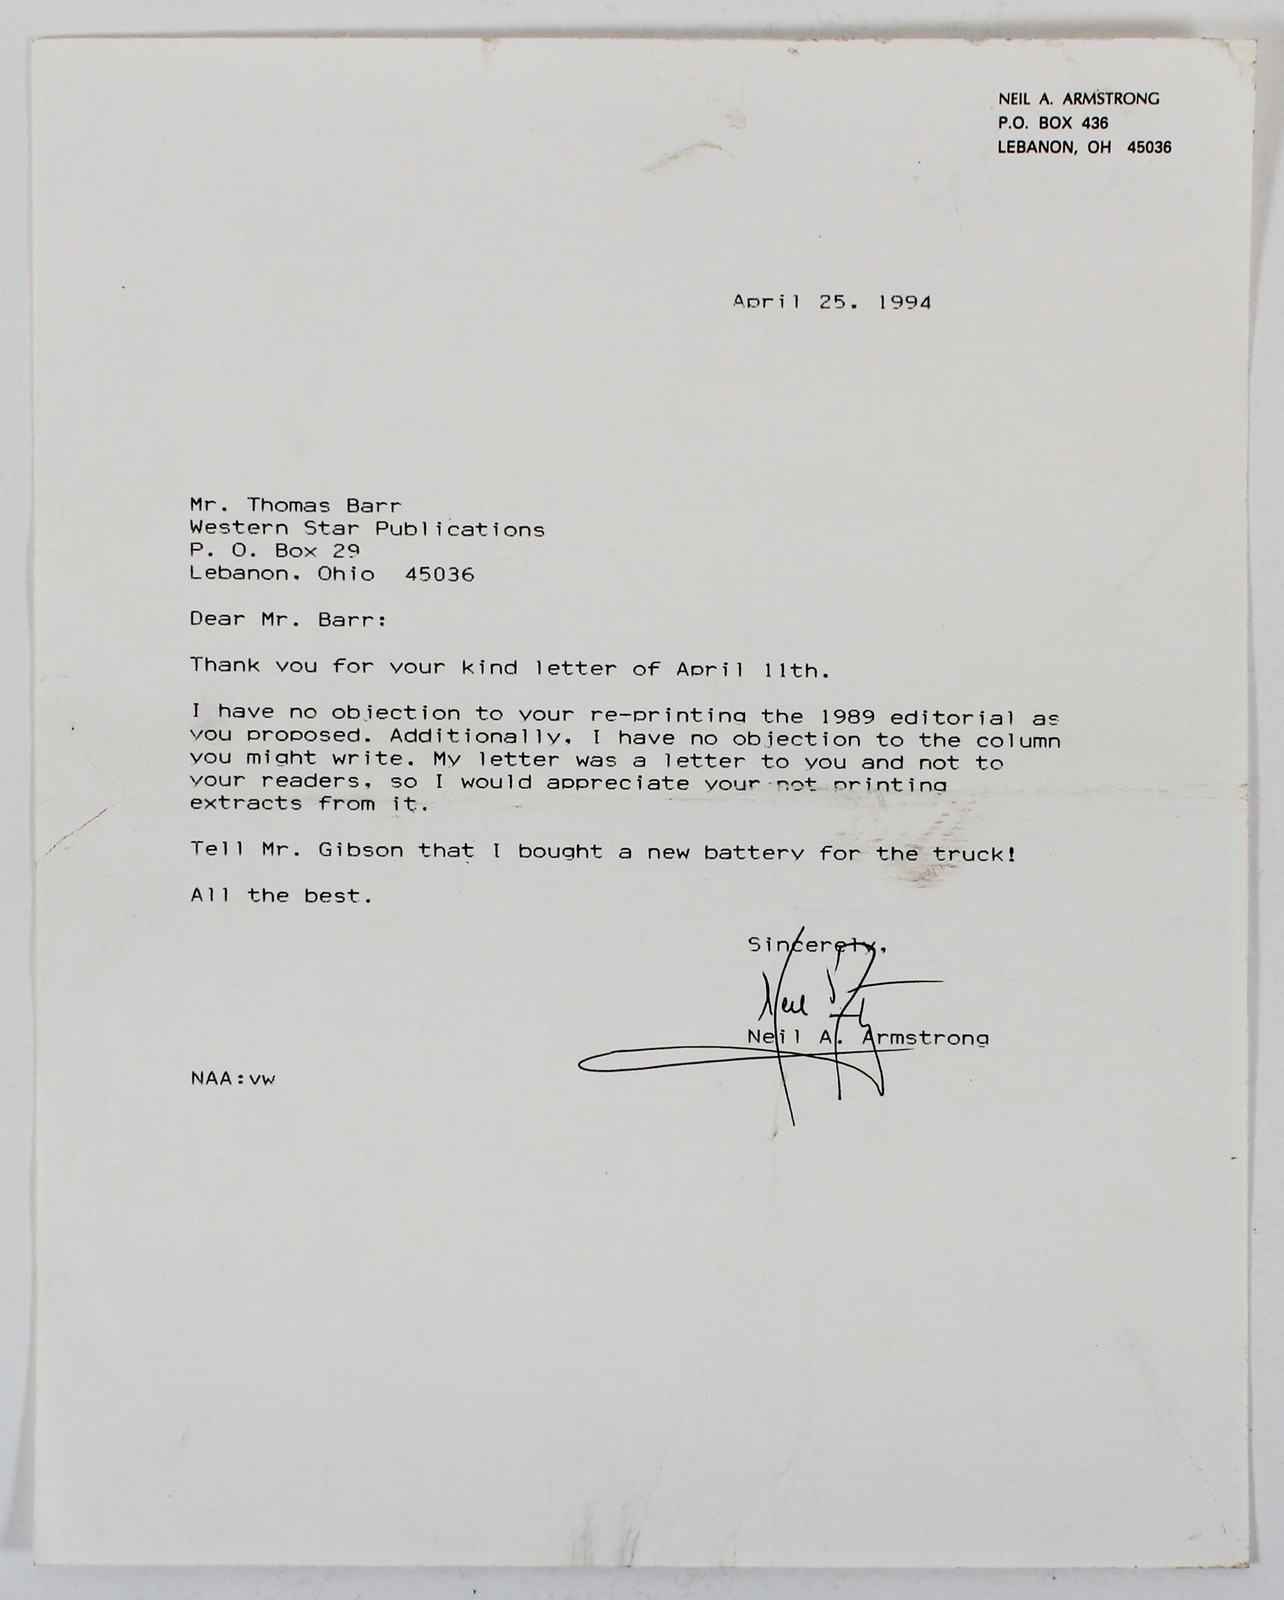 NEIL A. ARMSTRONG
P.O. BOX 436
LEBANON, OH 45036
April 25, 1994
Mr. Thomas Barr
Western Star Publications
P. O. Box 29
Lebanon, Ohio 45036
Dear Mr. Barr:
Thank you for your kind letter of April 11th.
I have no objection to your re-printing the 1989 editorial as
you proposed. Additionally, I have no objection to the column
you might write. My letter was a letter to you and not to
your readers, so I would appreciate your not printing
extracts from it.
Tell Mr. Gibson that I bought a new battery for the truck!
All the best.
Sincerely,
Neil A. Armstrong
NAA:vw